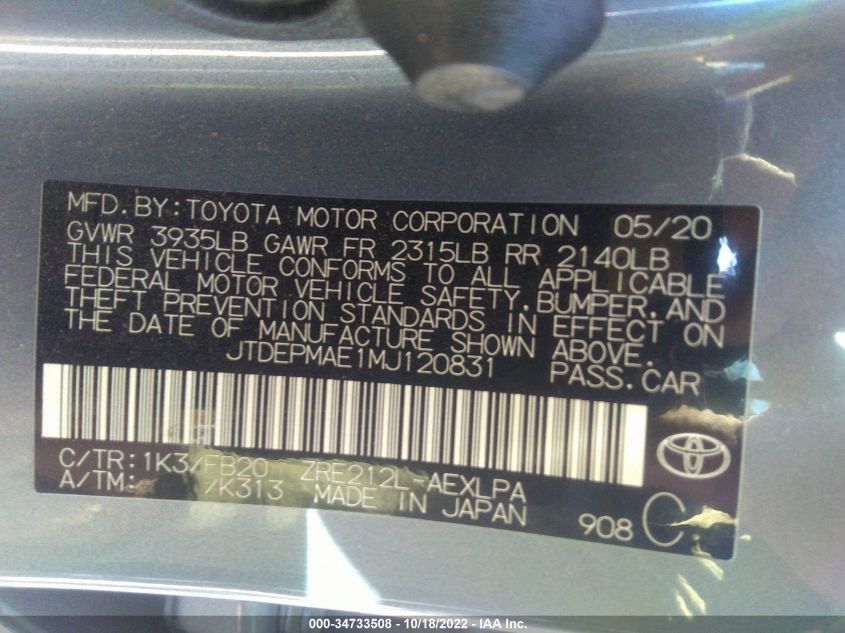 MFD.BY:TOYOTA MOTOR CORPORATION 05/20
GVWR 3935LB GAWR FR 2315LB RR 2140LB
THIS VEHICLE CONFORMS TO ALL APPLICABLE
FEDERAL MOTOR VEHICLE SAFETY,BUMPER,AND
THEFT PREVENTION STANDARDS IN EFFECT ON
THE DATE OF MANUFACTURE SHOWN ABOVE.
JTDEPMAE1MJ120831 PASS.CAR
C/TR:1K3/FB20 ZRE212L-AEXLPA
A/TM: /K313 MADE IN JAPAN
908 C
000-34733508 - 10/18/2022 - IAA Inc.